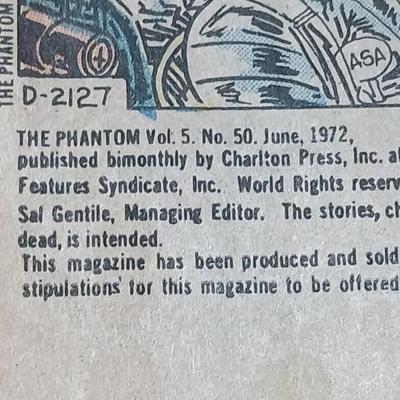 THE PHANTOM
ASA
D-2127
THE PHANTOM Vol. 5. No. 50. June, 1972,
published bimonthly by Charlton Press, Inc. at
Features Syndicate, Inc. World Rights reserv
Sal Gentile, Managing Editor. The stories, ch
dead, is intended.
This magazine has been produced and sold
stipulations for this magazine to be offered